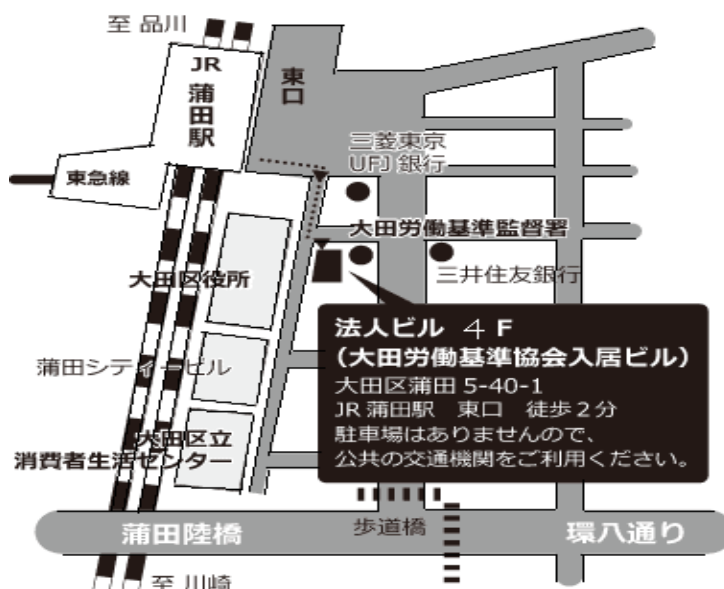 至 品川
JR
蒲田駅
東口
三菱東京
UFJ 銀行
東急線
大田労働基準監督署
大田区役所
三井住友銀行
法人ビル 4 F
(大田労働基準協会入居ビル)
大田区蒲田 5-40-1
JR 蒲田駅 東口 徒歩 2 分
駐車場はありませんので、
公共の交通機関をご利用ください。
蒲田シティービル
大田区立
消費者生活センター
歩道橋
蒲田陸橋
環八通り
至 川崎